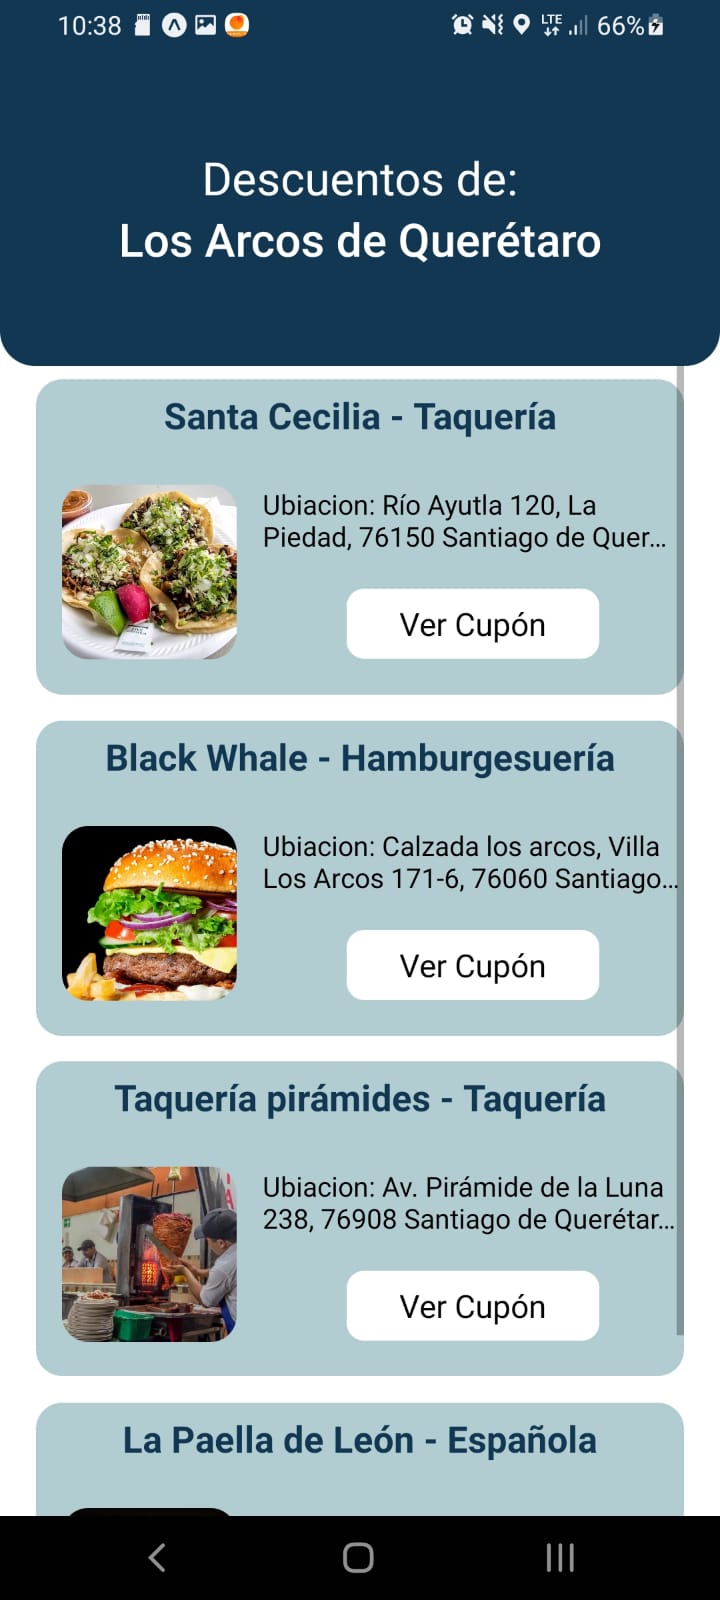 10:38
LTE
66%
Descuentos de:
Los Arcos de Querétaro
Santa Cecilia - Taquería
Ubiacion: Río Ayutla 120, La
Piedad, 76150 Santiago de Quer...
Ver Cupón
Black Whale - Hamburgesuería
Ubiacion: Calzada los arcos, Villa
Los Arcos 171-6, 76060 Santiago...
Ver Cupón
Taquería pirámides - Taquería
Ubiacion: Av. Pirámide de la Luna
238, 76908 Santiago de Querétar...
Ver Cupón
La Paella de León - Española